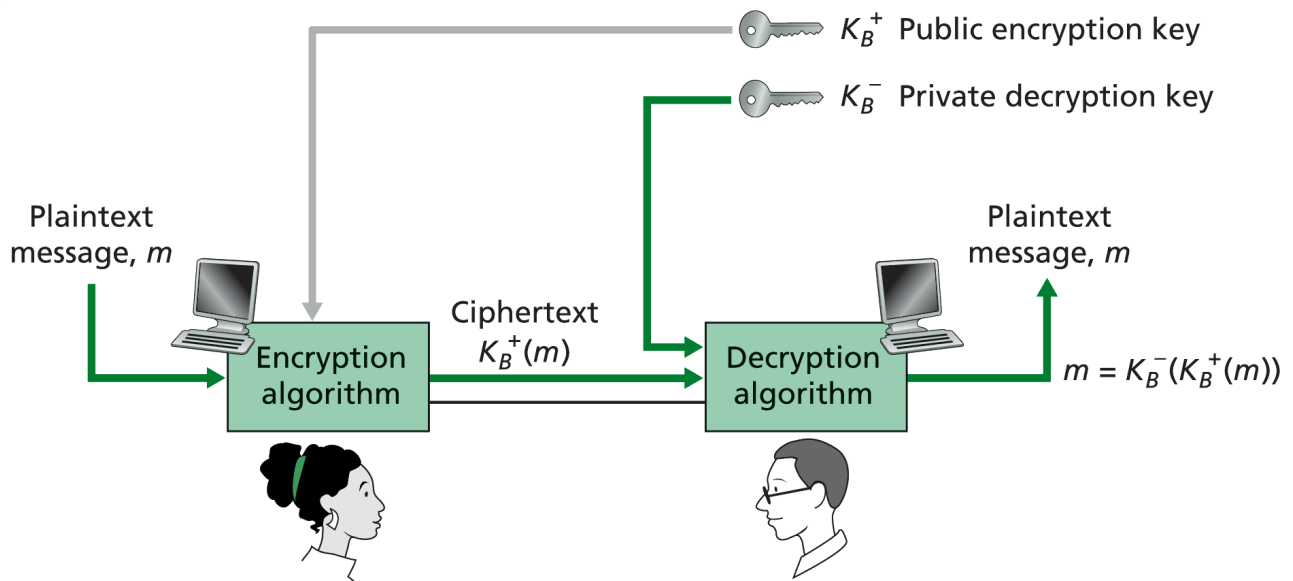 K_B^+ Public encryption key
K_B^- Private decryption key
Plaintext
message, m
Plaintext
message, m
Ciphertext
K_B^+(m)
Encryption
algorithm
Decryption
algorithm
m = K_B^-(K_B^+(m))